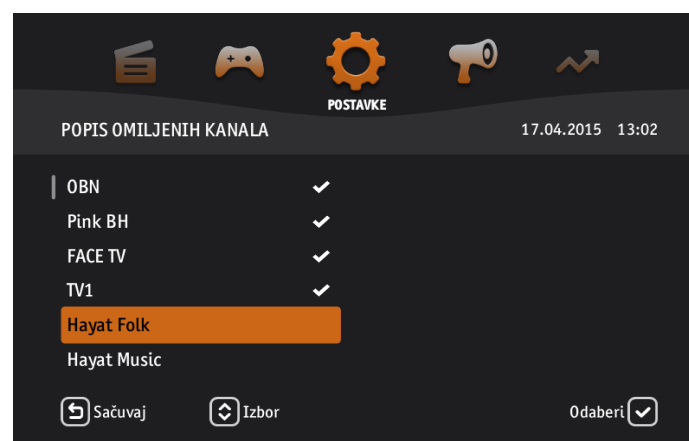 POSTAVKE
POPIS OMILJENIH KANALA 17.04.2015 13:02
OBN
Pink BH
FACE TV
TV1
Hayat Folk
Hayat Music
Sačuvaj Izbor Odaberi